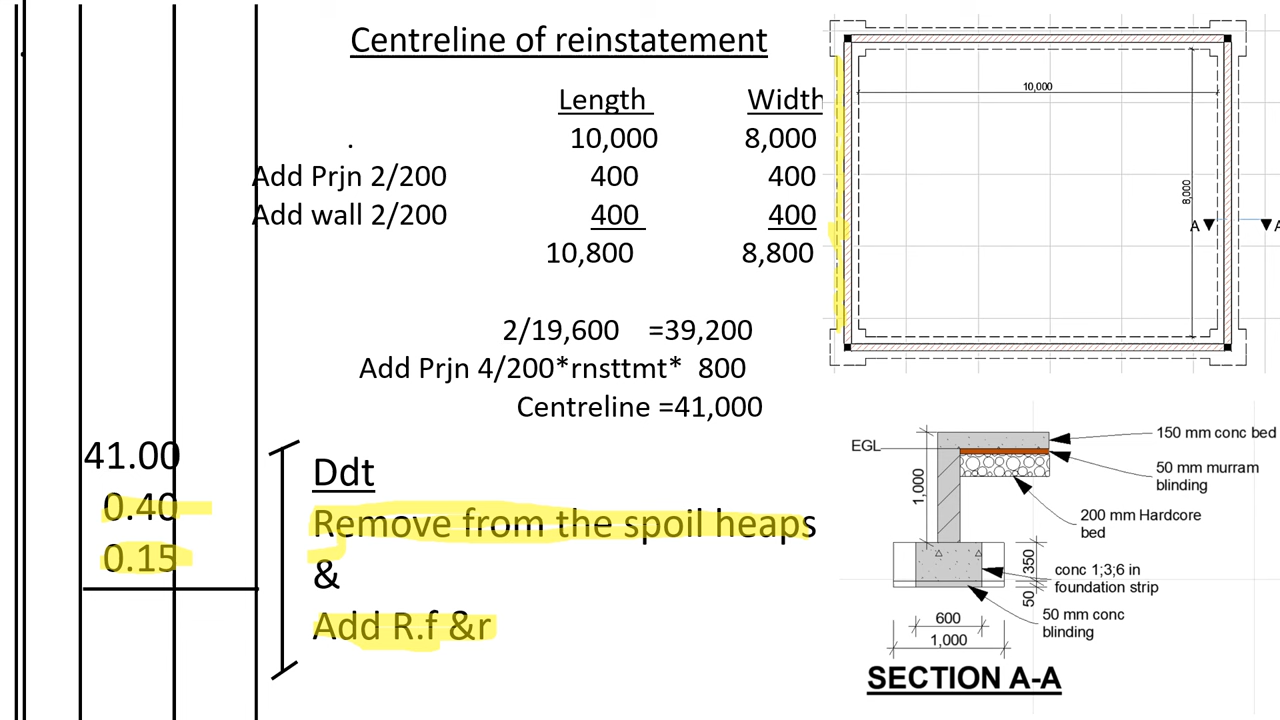 Centreline of reinstatement
Length Width
. 10,000 8,000
Add Prjn 2/200 400 400
Add wall 2/200 400 400
10,800 8,800
2/19,600 =39,200
Add Prjn 4/200*rnsttmt* 800
Centreline =41,000
41.00
0.40
0.15
Ddt
Remove from the spoil heaps
&
Add R.f &r
10,000
8,000
A A
EGL
1,000
150 mm conc bed
50 mm murram
blinding
200 mm Hardcore
bed
350
conc 1;3;6 in
foundation strip
50
50 mm conc
blinding
600
1,000
SECTION A-A